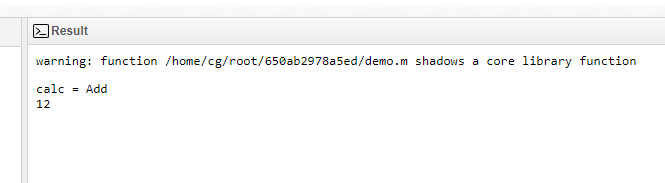 Result
warning: function /home/cg/root/650ab2978a5ed/demo.m shadows a core library function
calc = Add
12